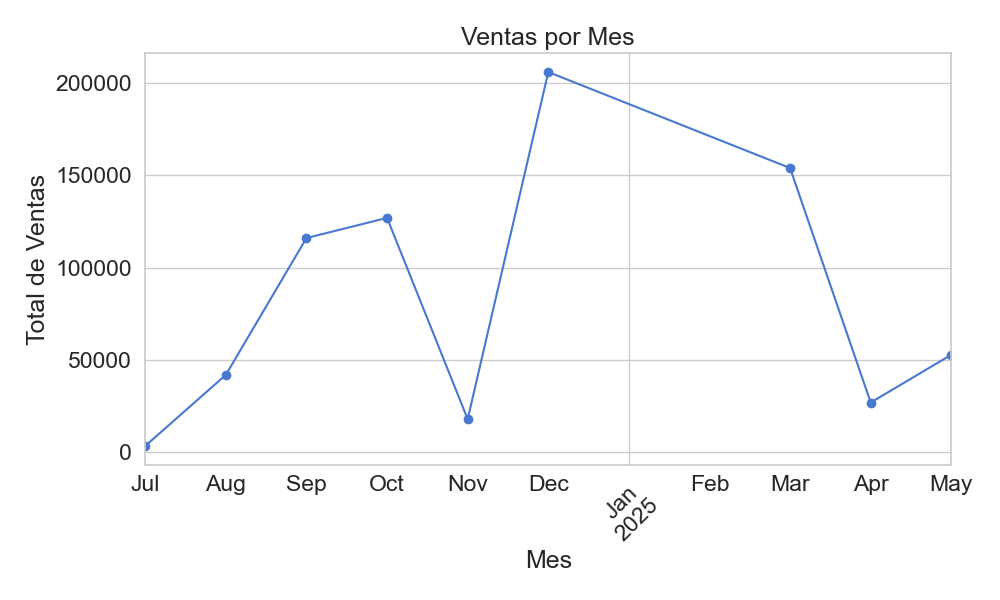 Ventas por Mes
Total de Ventas
200000
150000
100000
50000
0
Jul Aug Sep Oct Nov Dec Jan Feb Mar Apr May
2025
Mes